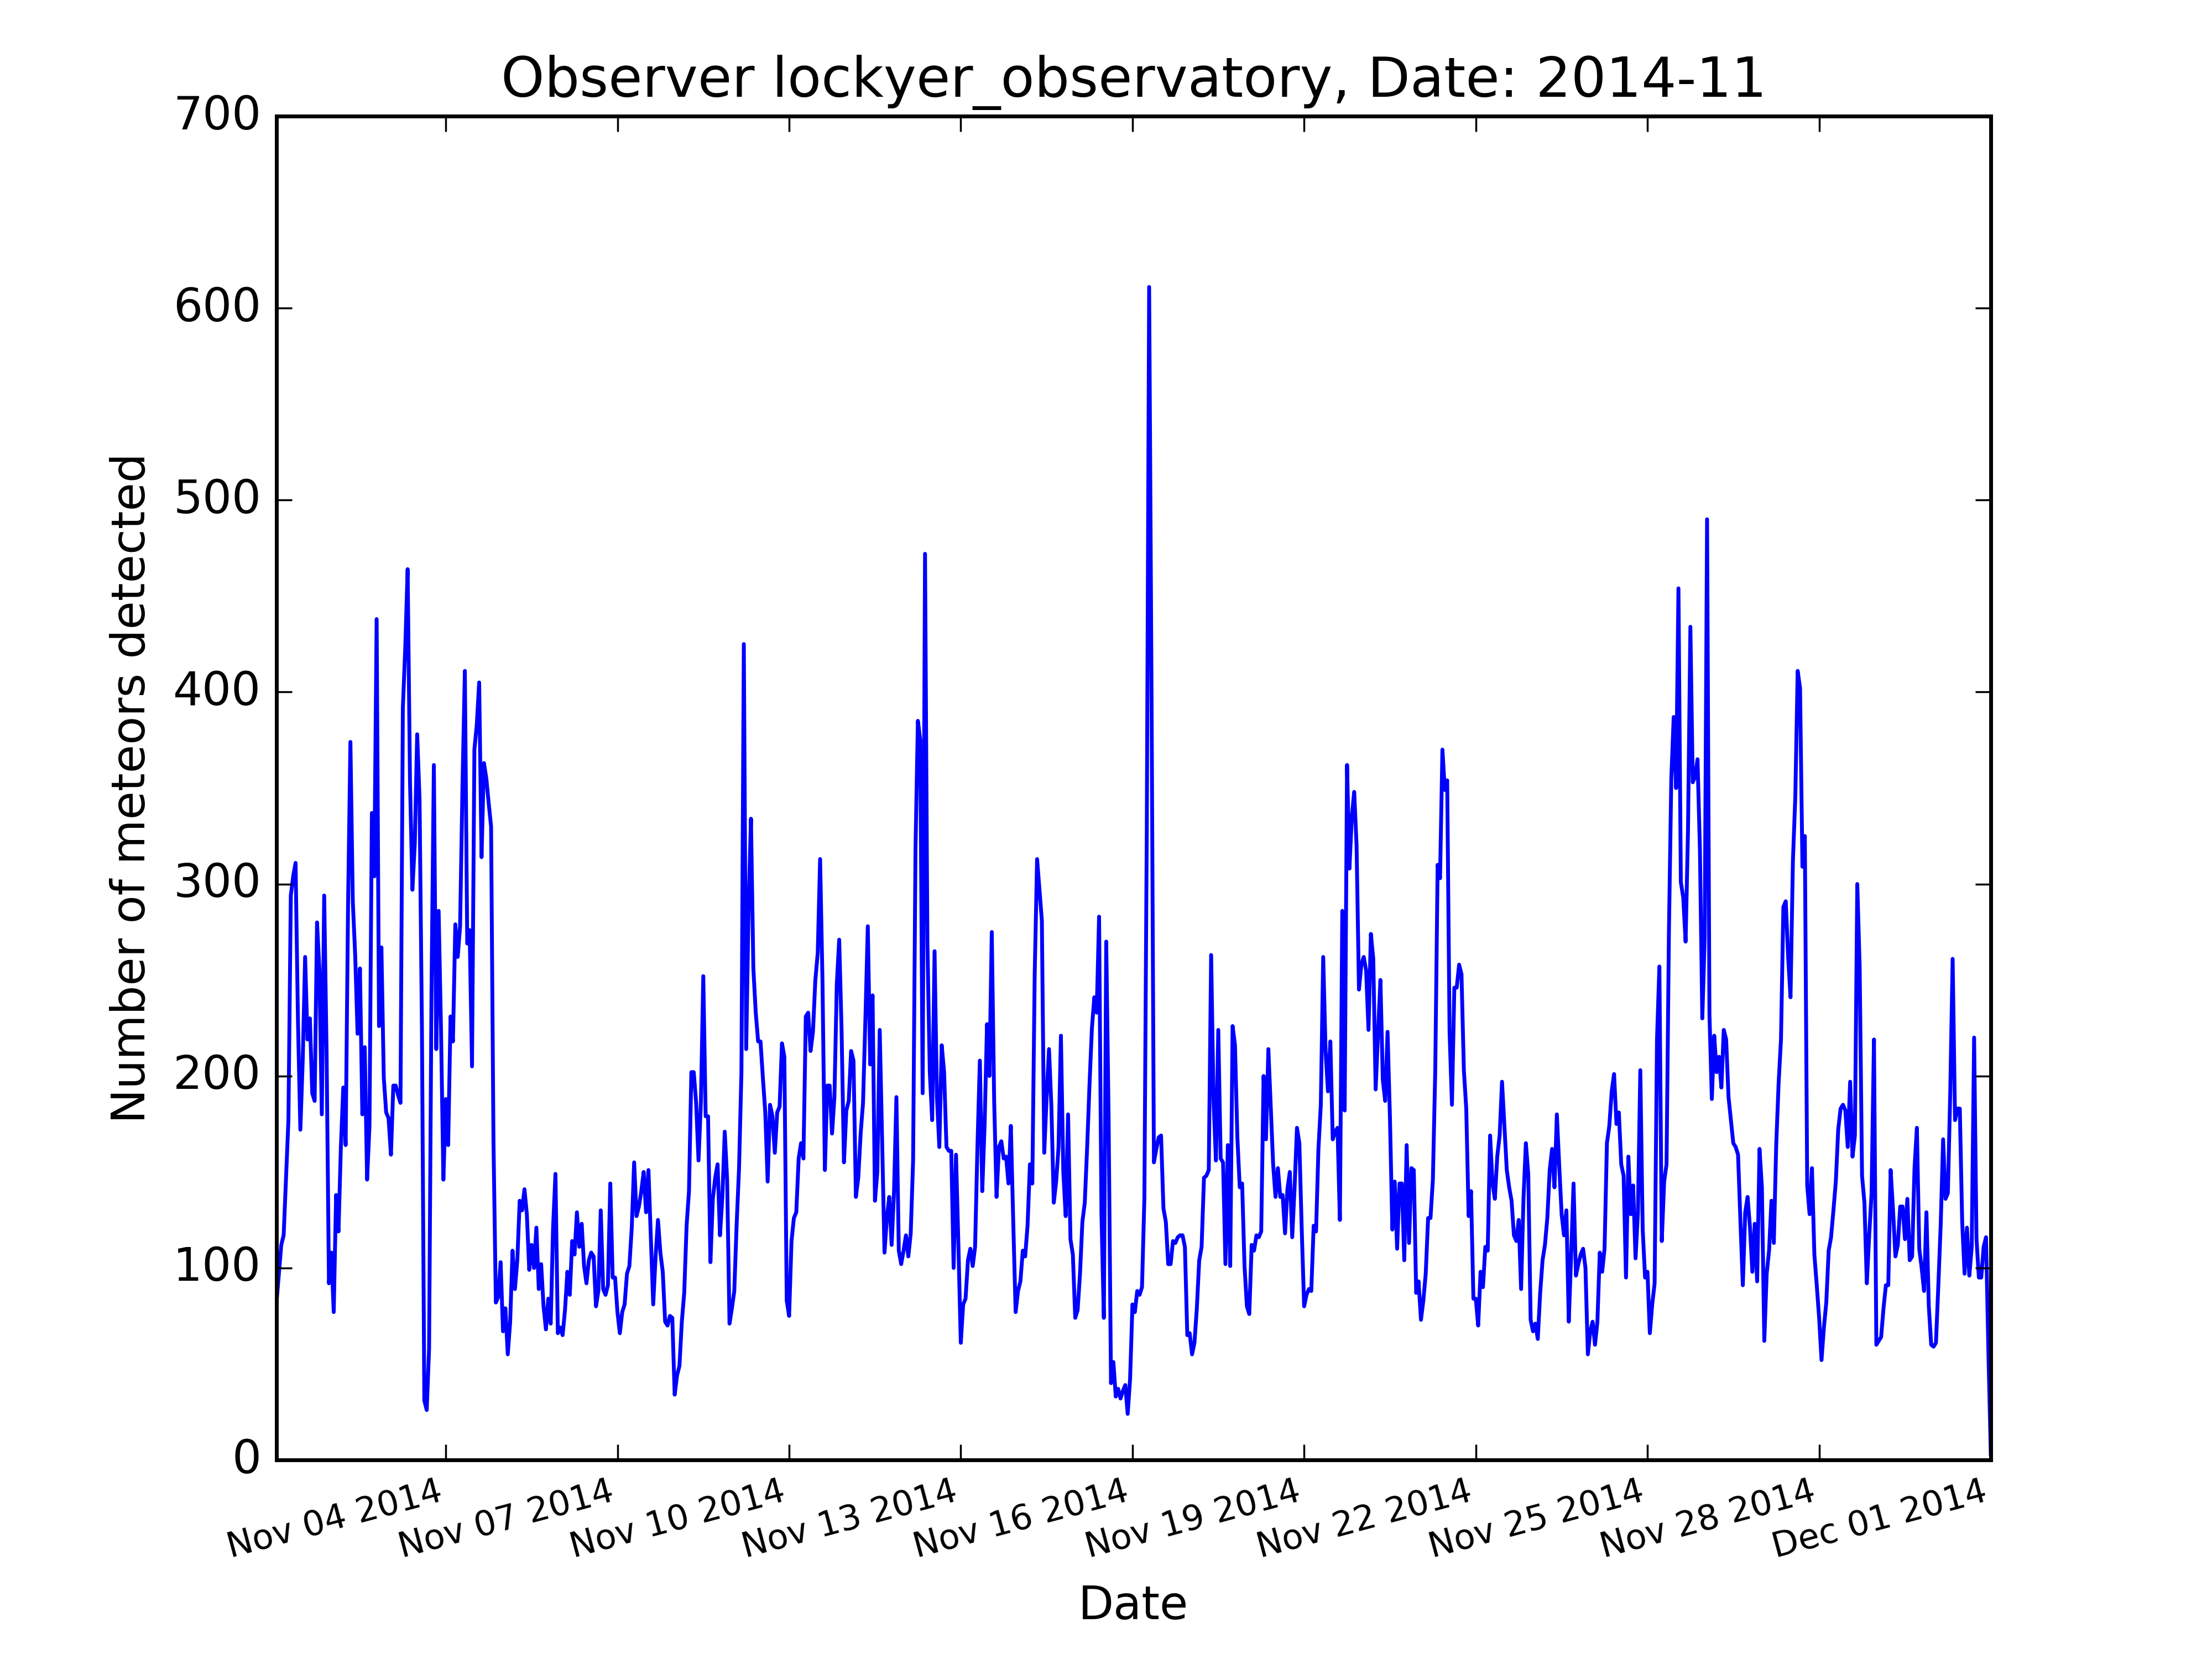 Observer lockyer_observatory, Date: 2014-11
700
600
500
400
300
200
100
0
Number of meteors detected
Nov 04 2014
Nov 07 2014
Nov 10 2014
Nov 13 2014
Nov 16 2014
Nov 19 2014
Nov 22 2014
Nov 25 2014
Nov 28 2014
Dec 01 2014
Date